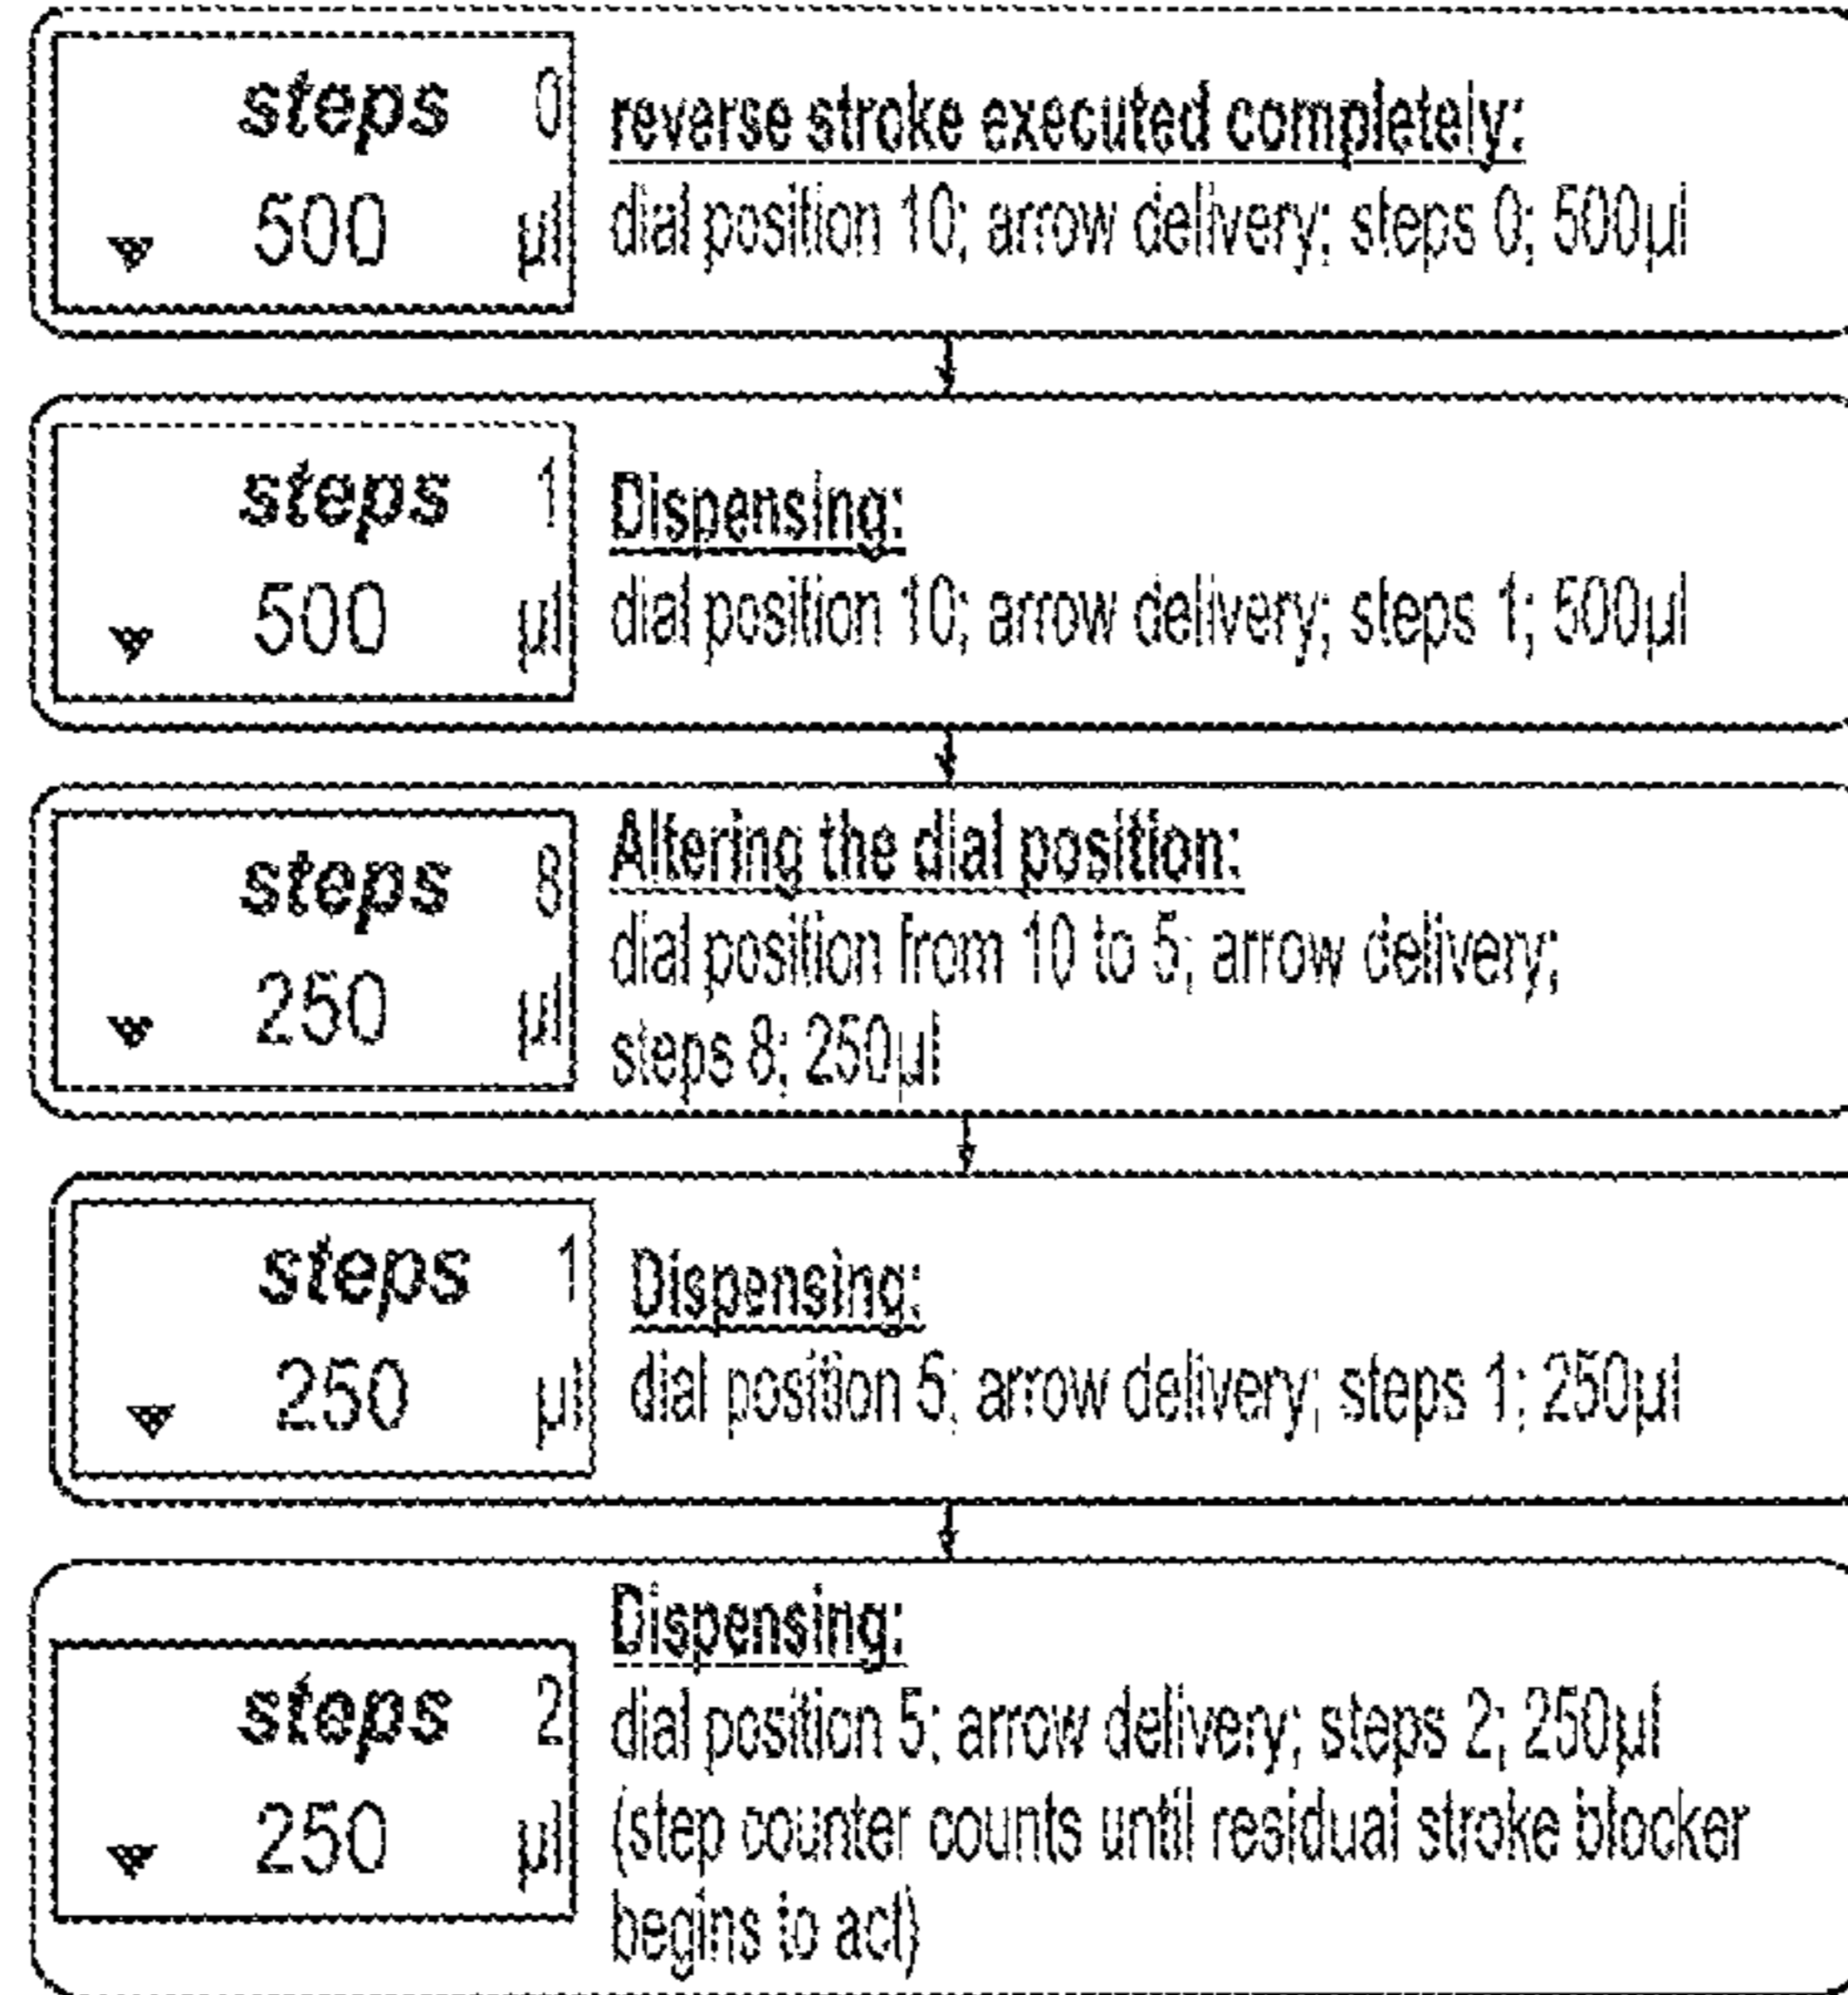 steps 0
500 µl
reverse stroke executed completely:
dial position 10; arrow delivery; steps 0; 500µl
steps 1
500 µl
Dispensing:
dial position 10; arrow delivery; steps 1; 500µl
steps 8
250 µl
Altering the dial position:
dial position from 10 to 5; arrow delivery;
steps 8; 250µl
steps 1
250 µl
Dispensing:
dial position 5; arrow delivery; steps 1; 250µl
steps 2
250 µl
Dispensing:
dial position 5; arrow delivery; steps 2; 250µl
(step counter counts until residual stroke blocker
begins to act)